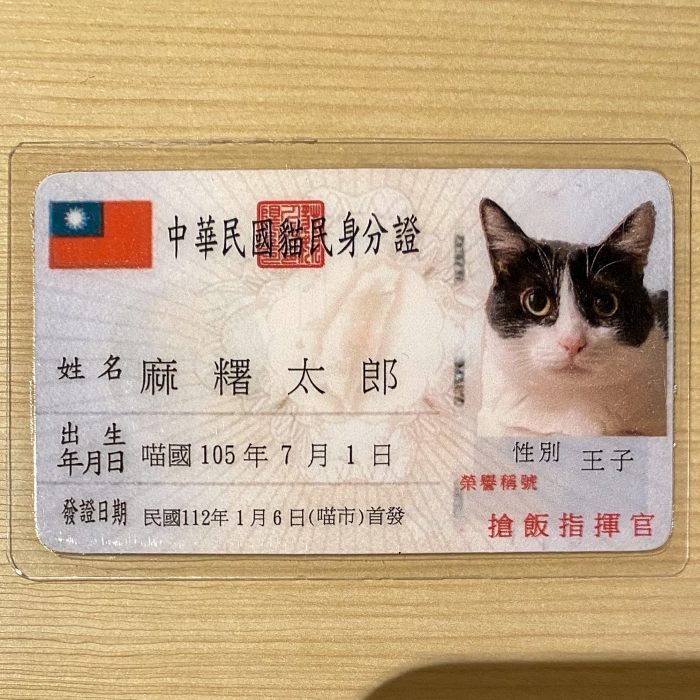 中華民國貓民身分證
姓名 麻糬太郎
出生年月日 喵國105年7月1日
發證日期 民國112年1月6日(喵市)首發
性別 王子
榮譽稱號
搶飯指揮官